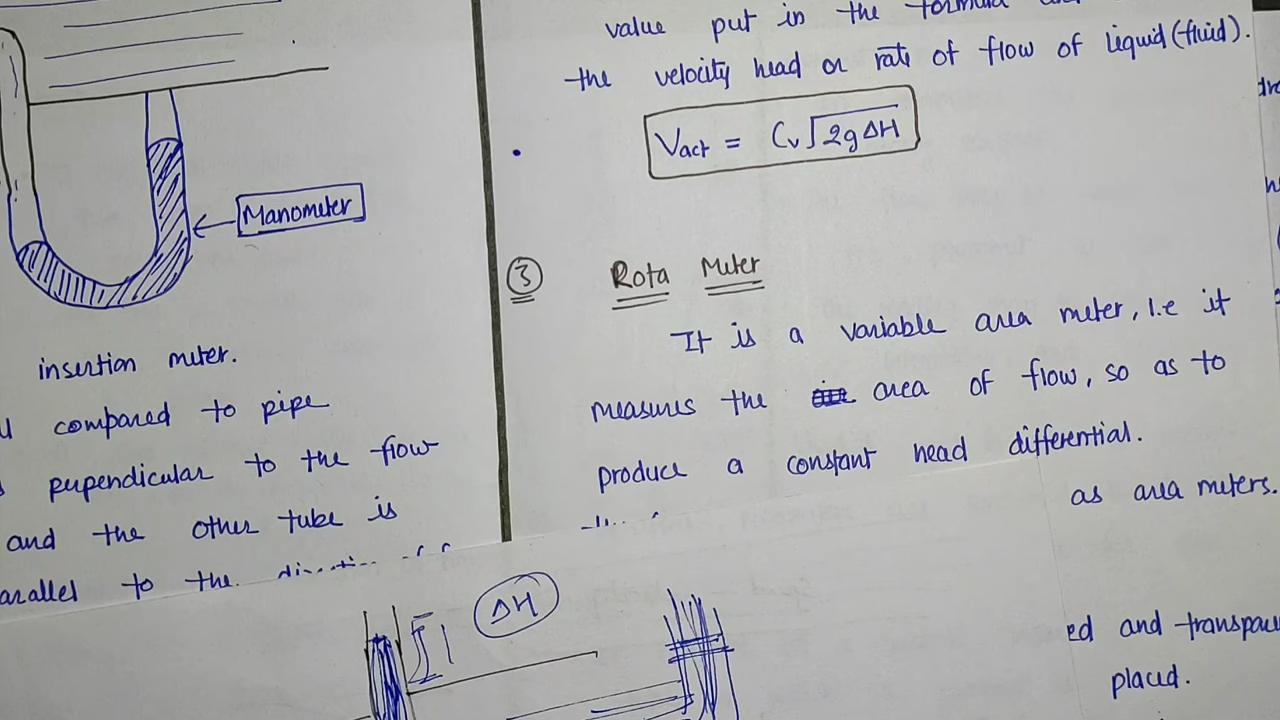 Manometer
insertion meter.
compared to pipe
perpendicular to the flow
and the other tube is
parallel to the
value put in the formula
the velocity head or rate of flow of liquid (fluid).
Vact = Cv√2gΔH
③ Rota Meter
It is a variable area meter, i.e it
measures the area of flow, so as to
produce a constant head differential.
as area meters.
ΔH
and transpa
placed.